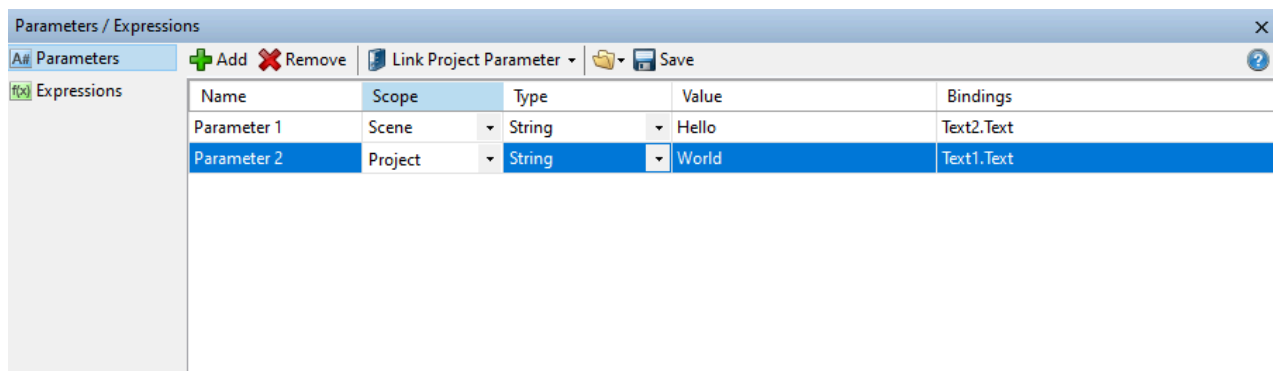 Parameters / Expressions
A# Parameters Add Remove Link Project Parameter Save ?
f(x) Expressions Name Scope Type Value Bindings
Parameter 1 Scene String Hello Text2.Text
Parameter 2 Project String World Text1.Text